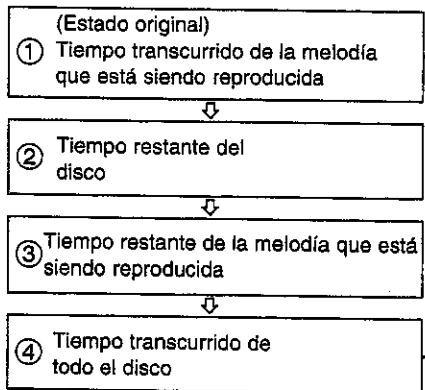 (Estado original)
① Tiempo transcurrido de la melodía
que está siendo reproducida
② Tiempo restante del
disco
③ Tiempo restante de la melodía que está
siendo reproducida
④ Tiempo transcurrido de
todo el disco